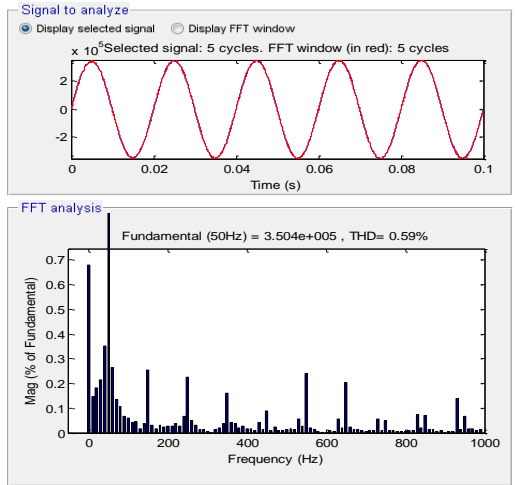 Signal to analyze
Display selected signal Display FFT window
x 10^5 Selected signal: 5 cycles. FFT window (in red): 5 cycles
2
0
-2
0 0.02 0.04 0.06 0.08 0.1
Time (s)
FFT analysis
Fundamental (50Hz) = 3.504e+005 , THD= 0.59%
0.7
0.6
0.5
0.4
0.3
0.2
0.1
0
Mag (% of Fundamental)
0 200 400 600 800 1000
Frequency (Hz)